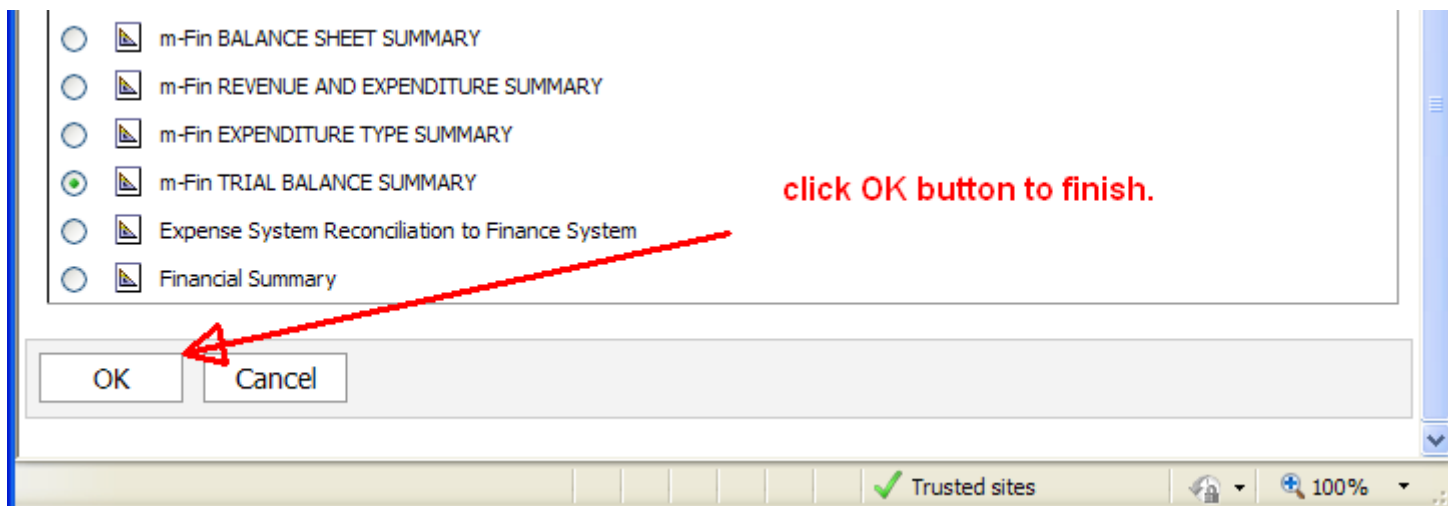 m-Fin BALANCE SHEET SUMMARY
m-Fin REVENUE AND EXPENDITURE SUMMARY
m-Fin EXPENDITURE TYPE SUMMARY
m-Fin TRIAL BALANCE SUMMARY
click OK button to finish.
Expense System Reconciliation to Finance System
Financial Summary
OK
Cancel
Trusted sites
100%